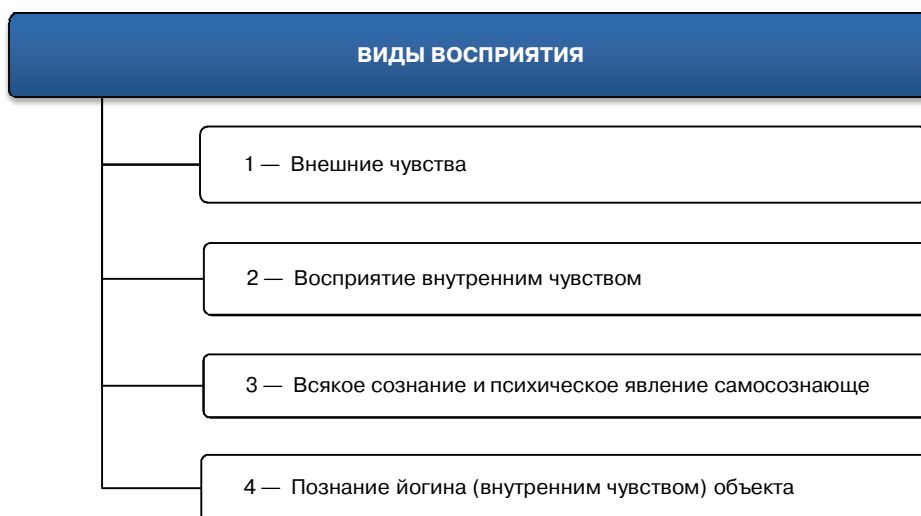 ВИДЫ ВОСПРИЯТИЯ
1 — Внешние чувства
2 — Восприятие внутренним чувством
3 — Всякое сознание и психическое явление самосознающе
4 — Познание йогина (внутренним чувством) объекта